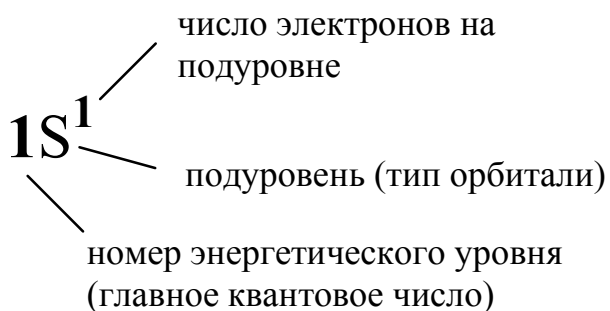 число электронов на
подуровне
1S¹
подуровень (тип орбитали)
номер энергетического уровня
(главное квантовое число)